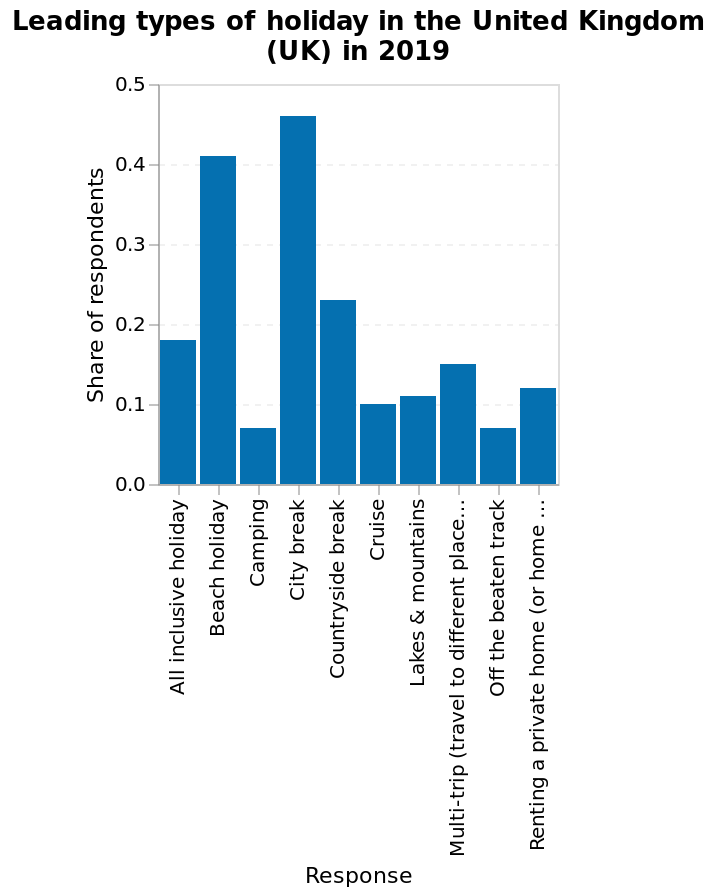 Leading types of holiday in the United Kingdom
(UK) in 2019
Share of respondents
0.5
0.4
0.3
0.2
0.1
0.0
All inclusive holiday
Beach holiday
Camping
City break
Countryside break
Cruise
Lakes & mountains
Multi-trip (travel to different place...
Off the beaten track
Renting a private home (or home ...
Response